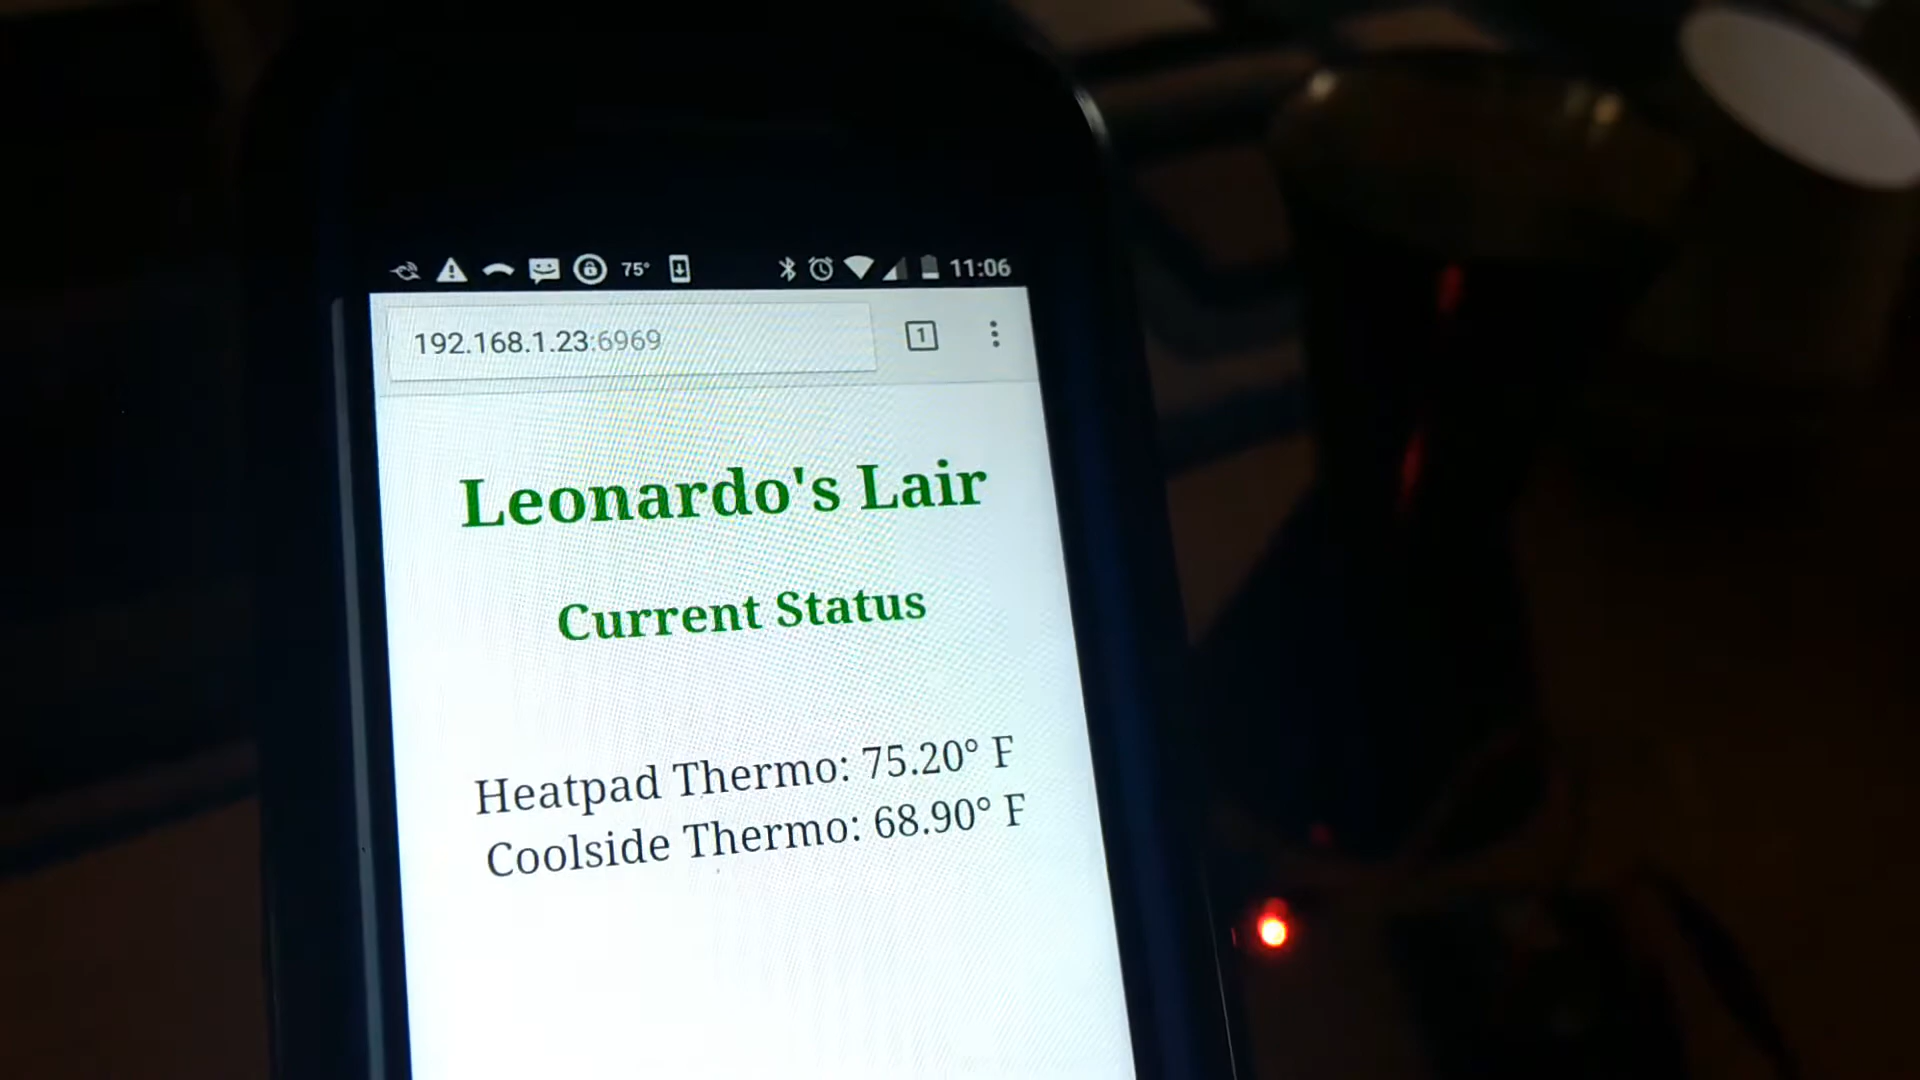 75° 11:06
192.168.1.23:6969 1
Leonardo's Lair
Current Status
Heatpad Thermo: 75.20° F
Coolside Thermo: 68.90° F